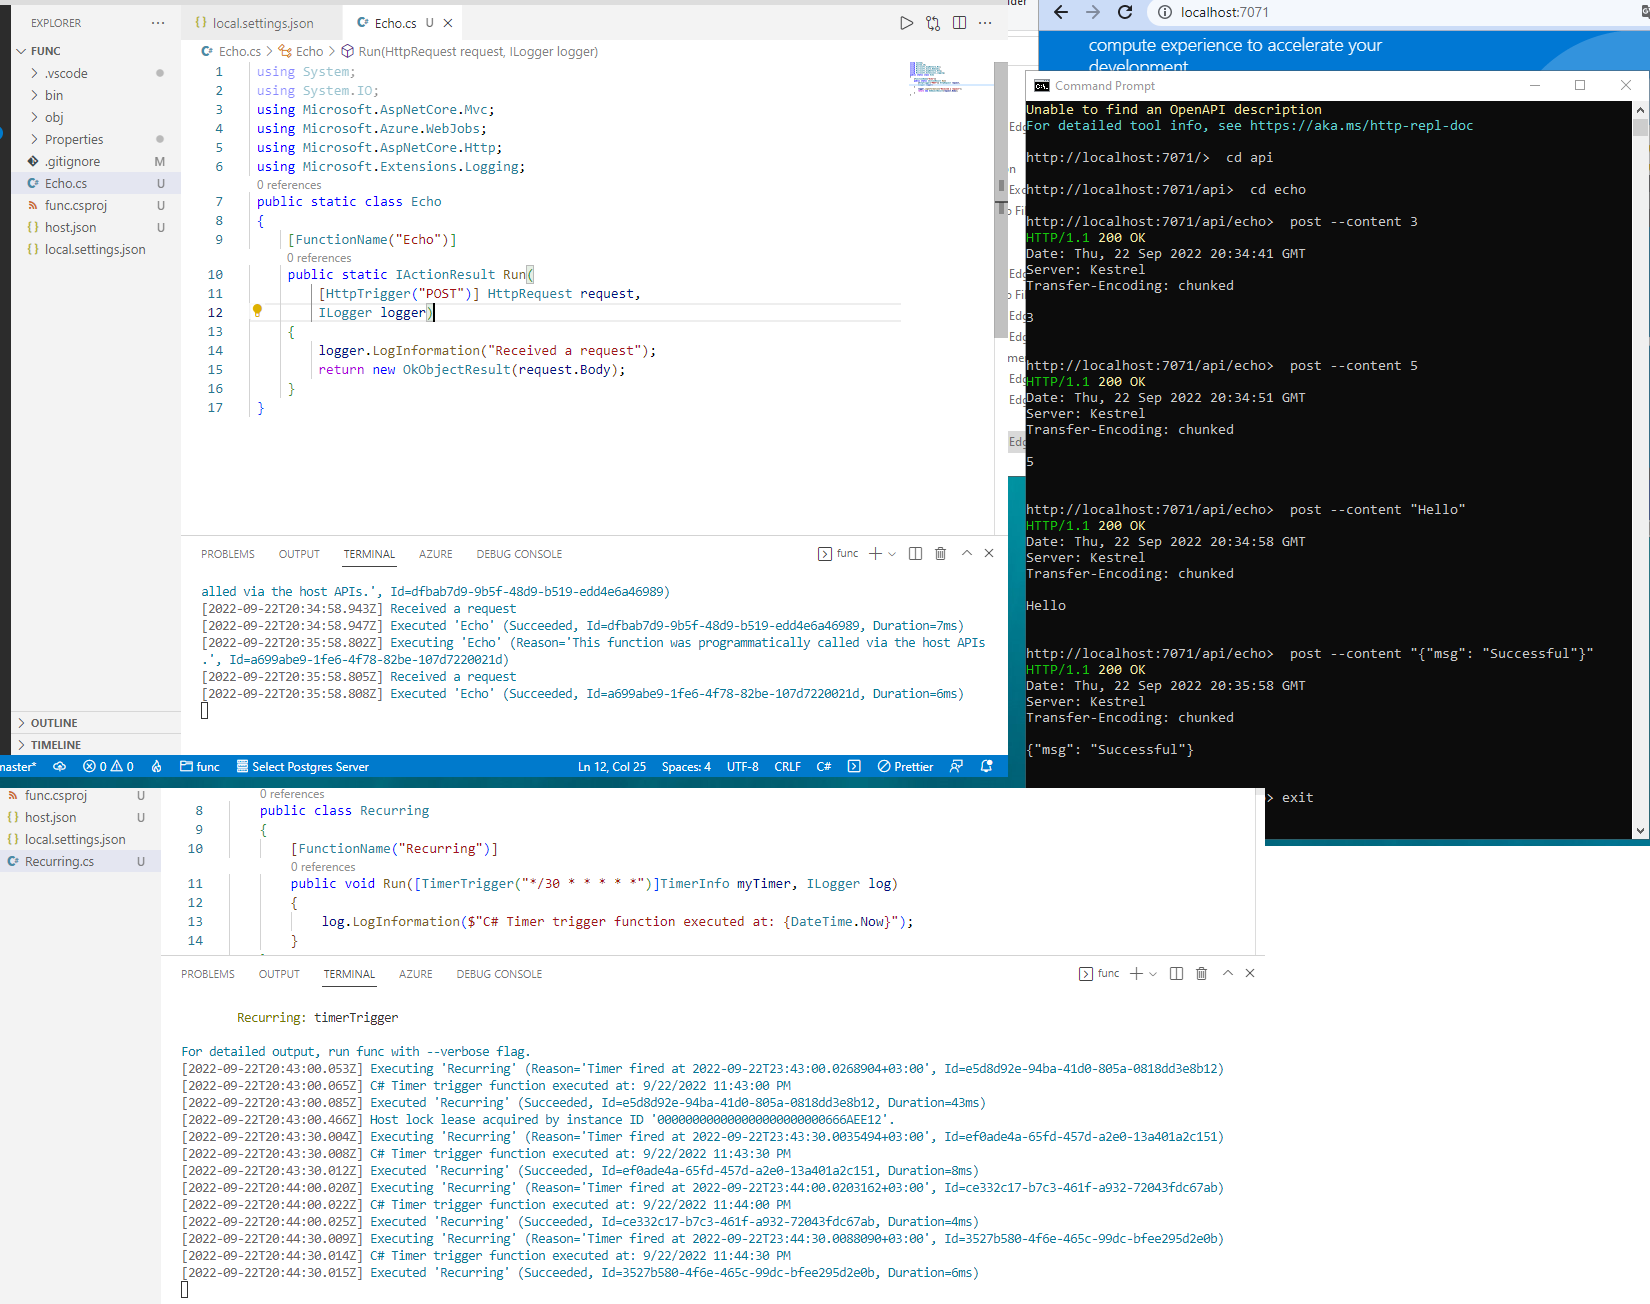 EXPLORER
FUNC
.vscode
bin
obj
Properties
.gitignore M
Echo.cs U
func.csproj U
host.json U
local.settings.json
OUTLINE
TIMELINE
local.settings.json
Echo.cs U
Echo.cs > Echo > Run(HttpRequest request, ILogger logger)
1 using System;
2 using System.IO;
3 using Microsoft.AspNetCore.Mvc;
4 using Microsoft.Azure.WebJobs;
5 using Microsoft.AspNetCore.Http;
6 using Microsoft.Extensions.Logging;
0 references
7 public static class Echo
8 {
9 [FunctionName("Echo")]
0 references
10 public static IActionResult Run(
11 [HttpTrigger("POST")] HttpRequest request,
12 ILogger logger)
13 {
14 logger.LogInformation("Received a request");
15 return new OkObjectResult(request.Body);
16 }
17 }
PROBLEMS OUTPUT TERMINAL AZURE DEBUG CONSOLE
func
alled via the host APIs.', Id=dfbab7d9-9b5f-48d9-b519-edd4e6a46989)
[2022-09-22T20:34:58.943Z] Received a request
[2022-09-22T20:34:58.947Z] Executed 'Echo' (Succeeded, Id=dfbab7d9-9b5f-48d9-b519-edd4e6a46989, Duration=7ms)
[2022-09-22T20:35:58.802Z] Executing 'Echo' (Reason='This function was programmatically called via the host APIs
.', Id=a699abe9-1fe6-4f78-82be-107d7220021d)
[2022-09-22T20:35:58.805Z] Received a request
[2022-09-22T20:35:58.808Z] Executed 'Echo' (Succeeded, Id=a699abe9-1fe6-4f78-82be-107d7220021d, Duration=6ms)
master* 0 0 func Select Postgres Server Ln 12, Col 25 Spaces: 4 UTF-8 CRLF C# Prettier
localhost:7071
compute experience to accelerate your
development
Command Prompt
Unable to find an OpenAPI description
For detailed tool info, see https://aka.ms/http-repl-doc
http://localhost:7071/> cd api
http://localhost:7071/api> cd echo
http://localhost:7071/api/echo> post --content 3
HTTP/1.1 200 OK
Date: Thu, 22 Sep 2022 20:34:41 GMT
Server: Kestrel
Transfer-Encoding: chunked
3
http://localhost:7071/api/echo> post --content 5
HTTP/1.1 200 OK
Date: Thu, 22 Sep 2022 20:34:51 GMT
Server: Kestrel
Transfer-Encoding: chunked
5
http://localhost:7071/api/echo> post --content "Hello"
HTTP/1.1 200 OK
Date: Thu, 22 Sep 2022 20:34:58 GMT
Server: Kestrel
Transfer-Encoding: chunked
Hello
http://localhost:7071/api/echo> post --content "{"msg": "Successful"}"
HTTP/1.1 200 OK
Date: Thu, 22 Sep 2022 20:35:58 GMT
Server: Kestrel
Transfer-Encoding: chunked
{"msg": "Successful"}
> exit
func.csproj U
host.json U
local.settings.json
Recurring.cs U
0 references
8 public class Recurring
9 {
10 [FunctionName("Recurring")]
0 references
11 public void Run([TimerTrigger("*/30 * * * * *")]TimerInfo myTimer, ILogger log)
12 {
13 log.LogInformation($"C# Timer trigger function executed at: {DateTime.Now}");
14 }
PROBLEMS OUTPUT TERMINAL AZURE DEBUG CONSOLE
func
Recurring: timerTrigger
For detailed output, run func with --verbose flag.
[2022-09-22T20:43:00.053Z] Executing 'Recurring' (Reason='Timer fired at 2022-09-22T23:43:00.0268904+03:00', Id=e5d8d92e-94ba-41d0-805a-0818dd3e8b12)
[2022-09-22T20:43:00.065Z] C# Timer trigger function executed at: 9/22/2022 11:43:00 PM
[2022-09-22T20:43:00.085Z] Executed 'Recurring' (Succeeded, Id=e5d8d92e-94ba-41d0-805a-0818dd3e8b12, Duration=43ms)
[2022-09-22T20:43:00.466Z] Host lock lease acquired by instance ID '000000000000000000000000666AEE12'.
[2022-09-22T20:43:30.004Z] Executing 'Recurring' (Reason='Timer fired at 2022-09-22T23:43:30.0035494+03:00', Id=ef0ade4a-65fd-457d-a2e0-13a401a2c151)
[2022-09-22T20:43:30.008Z] C# Timer trigger function executed at: 9/22/2022 11:43:30 PM
[2022-09-22T20:43:30.012Z] Executed 'Recurring' (Succeeded, Id=ef0ade4a-65fd-457d-a2e0-13a401a2c151, Duration=8ms)
[2022-09-22T20:44:00.020Z] Executing 'Recurring' (Reason='Timer fired at 2022-09-22T23:44:00.0203162+03:00', Id=ce332c17-b7c3-461f-a932-72043fdc67ab)
[2022-09-22T20:44:00.022Z] C# Timer trigger function executed at: 9/22/2022 11:44:00 PM
[2022-09-22T20:44:00.025Z] Executed 'Recurring' (Succeeded, Id=ce332c17-b7c3-461f-a932-72043fdc67ab, Duration=4ms)
[2022-09-22T20:44:30.009Z] Executing 'Recurring' (Reason='Timer fired at 2022-09-22T23:44:30.0088090+03:00', Id=3527b580-4f6e-465c-99dc-bfee295d2e0b)
[2022-09-22T20:44:30.014Z] C# Timer trigger function executed at: 9/22/2022 11:44:30 PM
[2022-09-22T20:44:30.015Z] Executed 'Recurring' (Succeeded, Id=3527b580-4f6e-465c-99dc-bfee295d2e0b, Duration=6ms)